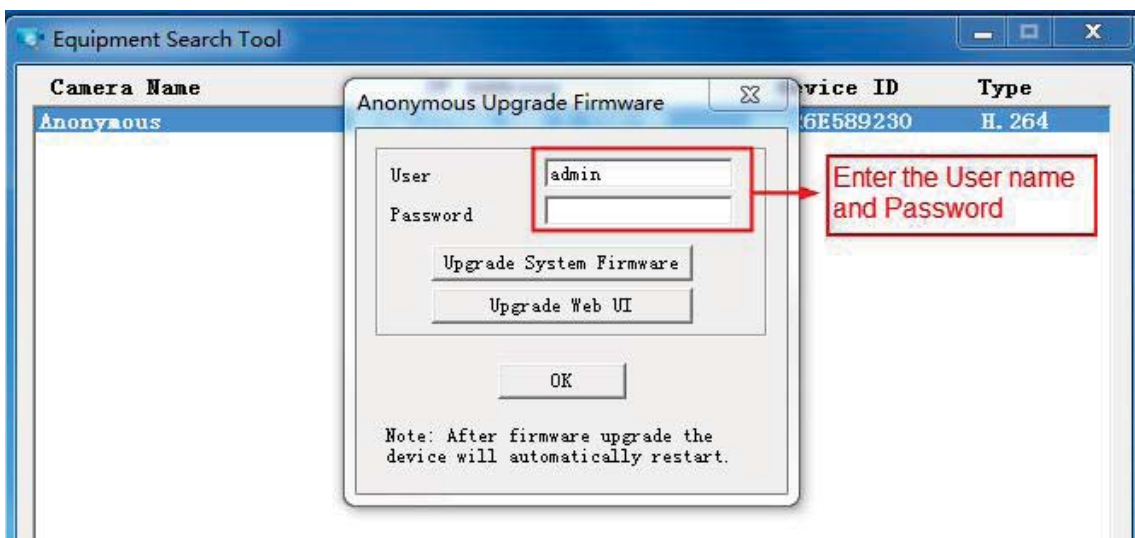 Equipment Search Tool
Camera Name Device ID Type
Anonymous 6E589230 H.264
Anonymous Upgrade Firmware
User admin
Password
Enter the User name
and Password
Upgrade System Firmware
Upgrade Web UI
OK
Note: After firmware upgrade the
device will automatically restart.